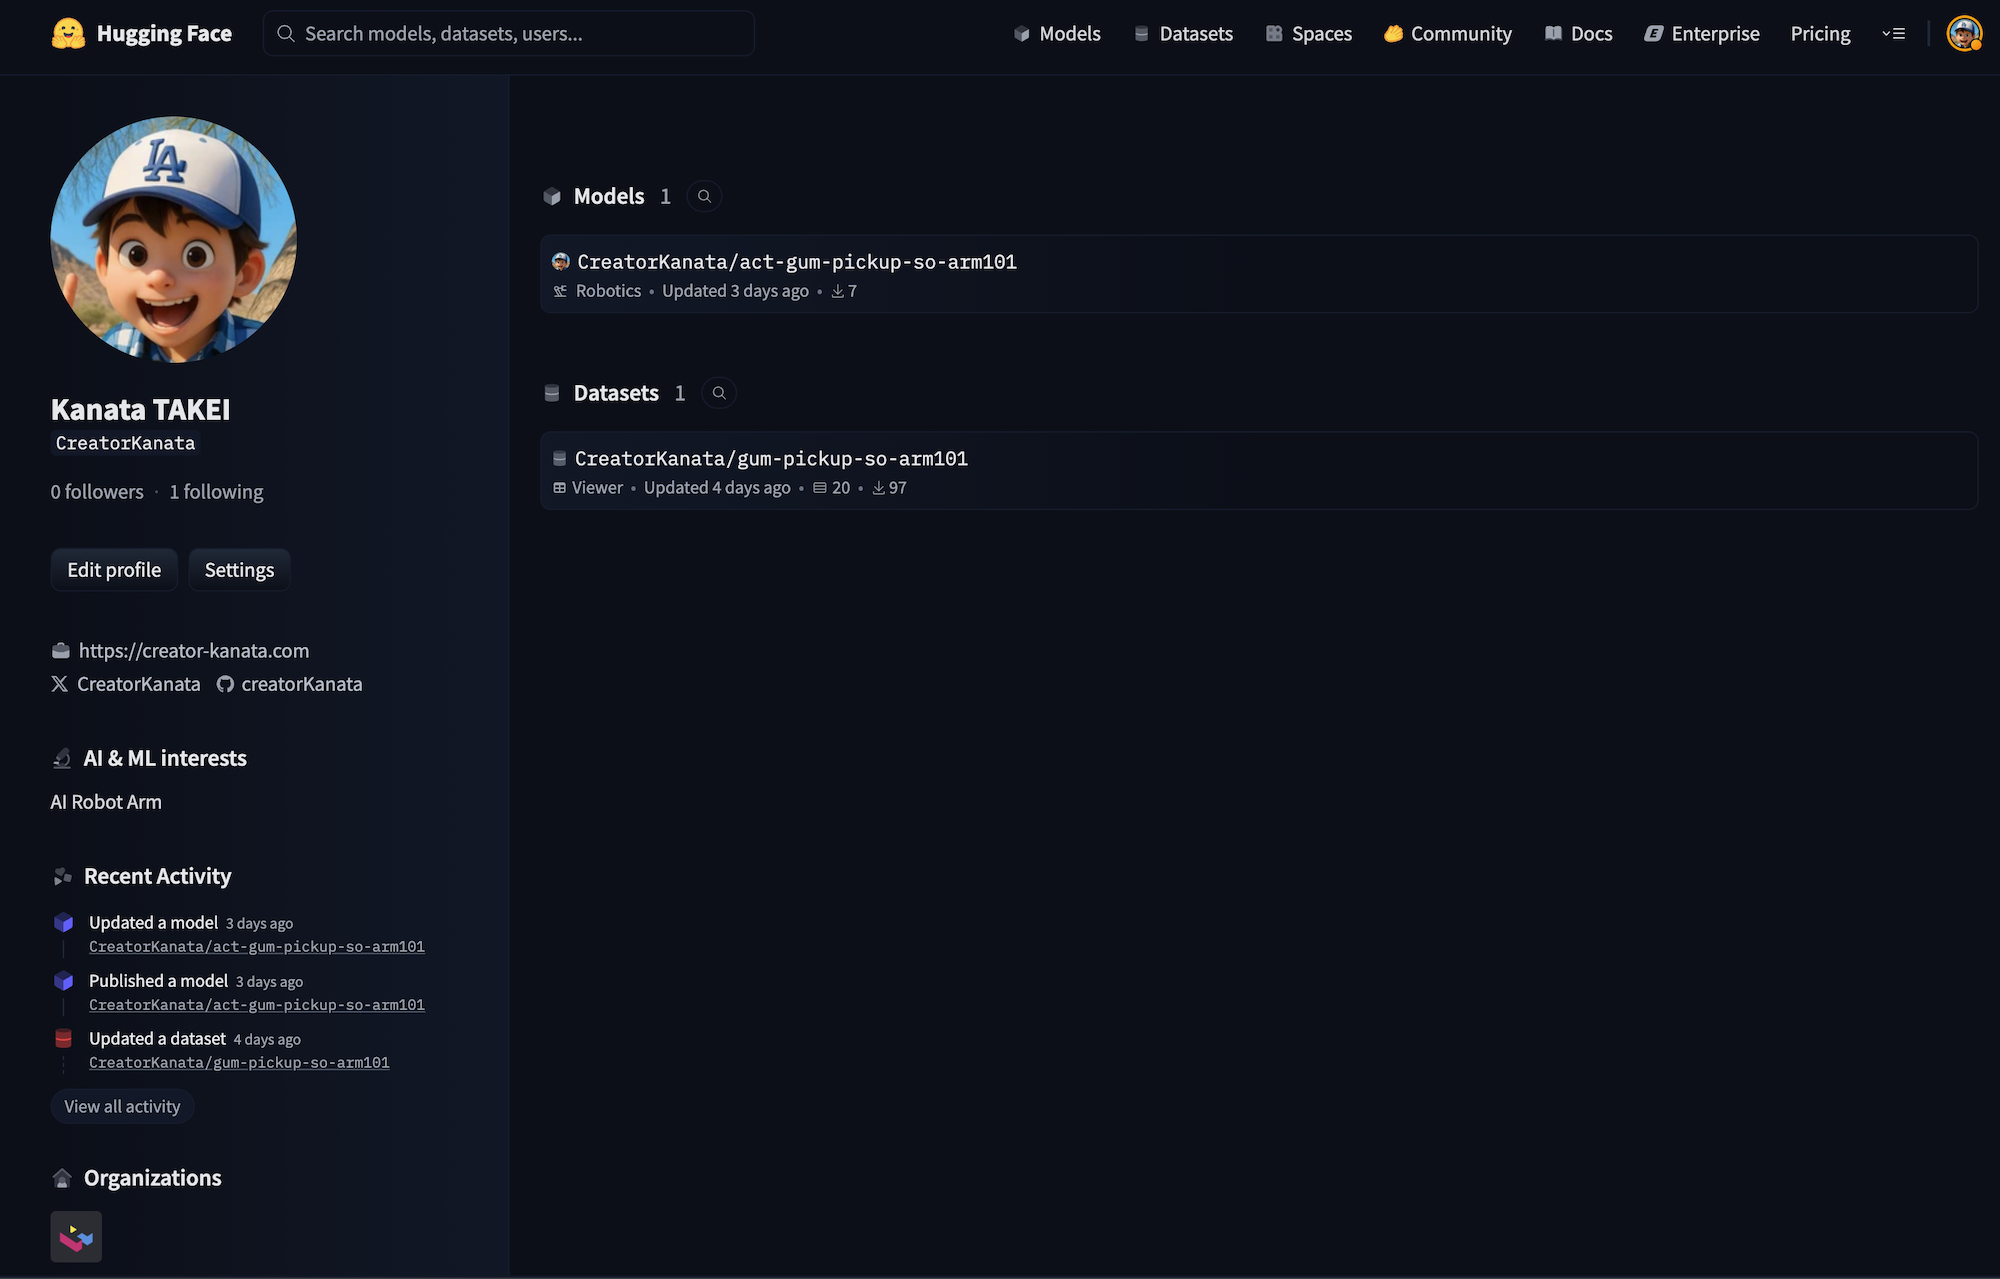 Hugging Face
Search models, datasets, users...
Models
Datasets
Spaces
Community
Docs
Enterprise
Pricing
LA
Kanata TAKEI
CreatorKanata
0 followers · 1 following
Edit profile
Settings
https://creator-kanata.com
CreatorKanata
creatorKanata
AI & ML interests
AI Robot Arm
Recent Activity
Updated a model 3 days ago
CreatorKanata/act-gum-pickup-so-arm101
Published a model 3 days ago
CreatorKanata/act-gum-pickup-so-arm101
Updated a dataset 4 days ago
CreatorKanata/gum-pickup-so-arm101
View all activity
Organizations
Models 1
CreatorKanata/act-gum-pickup-so-arm101
Robotics • Updated 3 days ago • 7
Datasets 1
CreatorKanata/gum-pickup-so-arm101
Viewer • Updated 4 days ago • 20 • 97